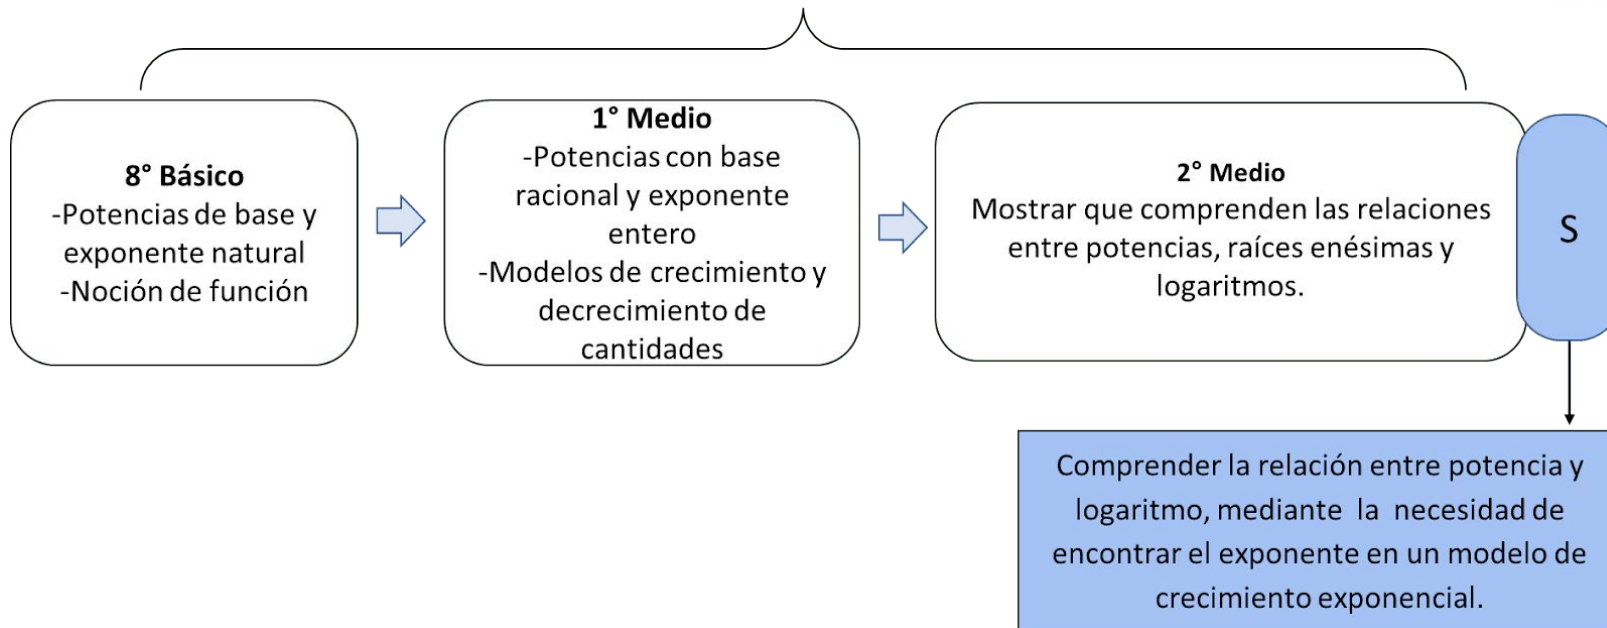 8° Básico
-Potencias de base y
exponente natural
-Noción de función
1° Medio
-Potencias con base
racional y exponente
entero
-Modelos de crecimiento y
decrecimiento de
cantidades
2° Medio
Mostrar que comprenden las relaciones
entre potencias, raíces enésimas y
logaritmos.
S
Comprender la relación entre potencia y
logaritmo, mediante la necesidad de
encontrar el exponente en un modelo de
crecimiento exponencial.